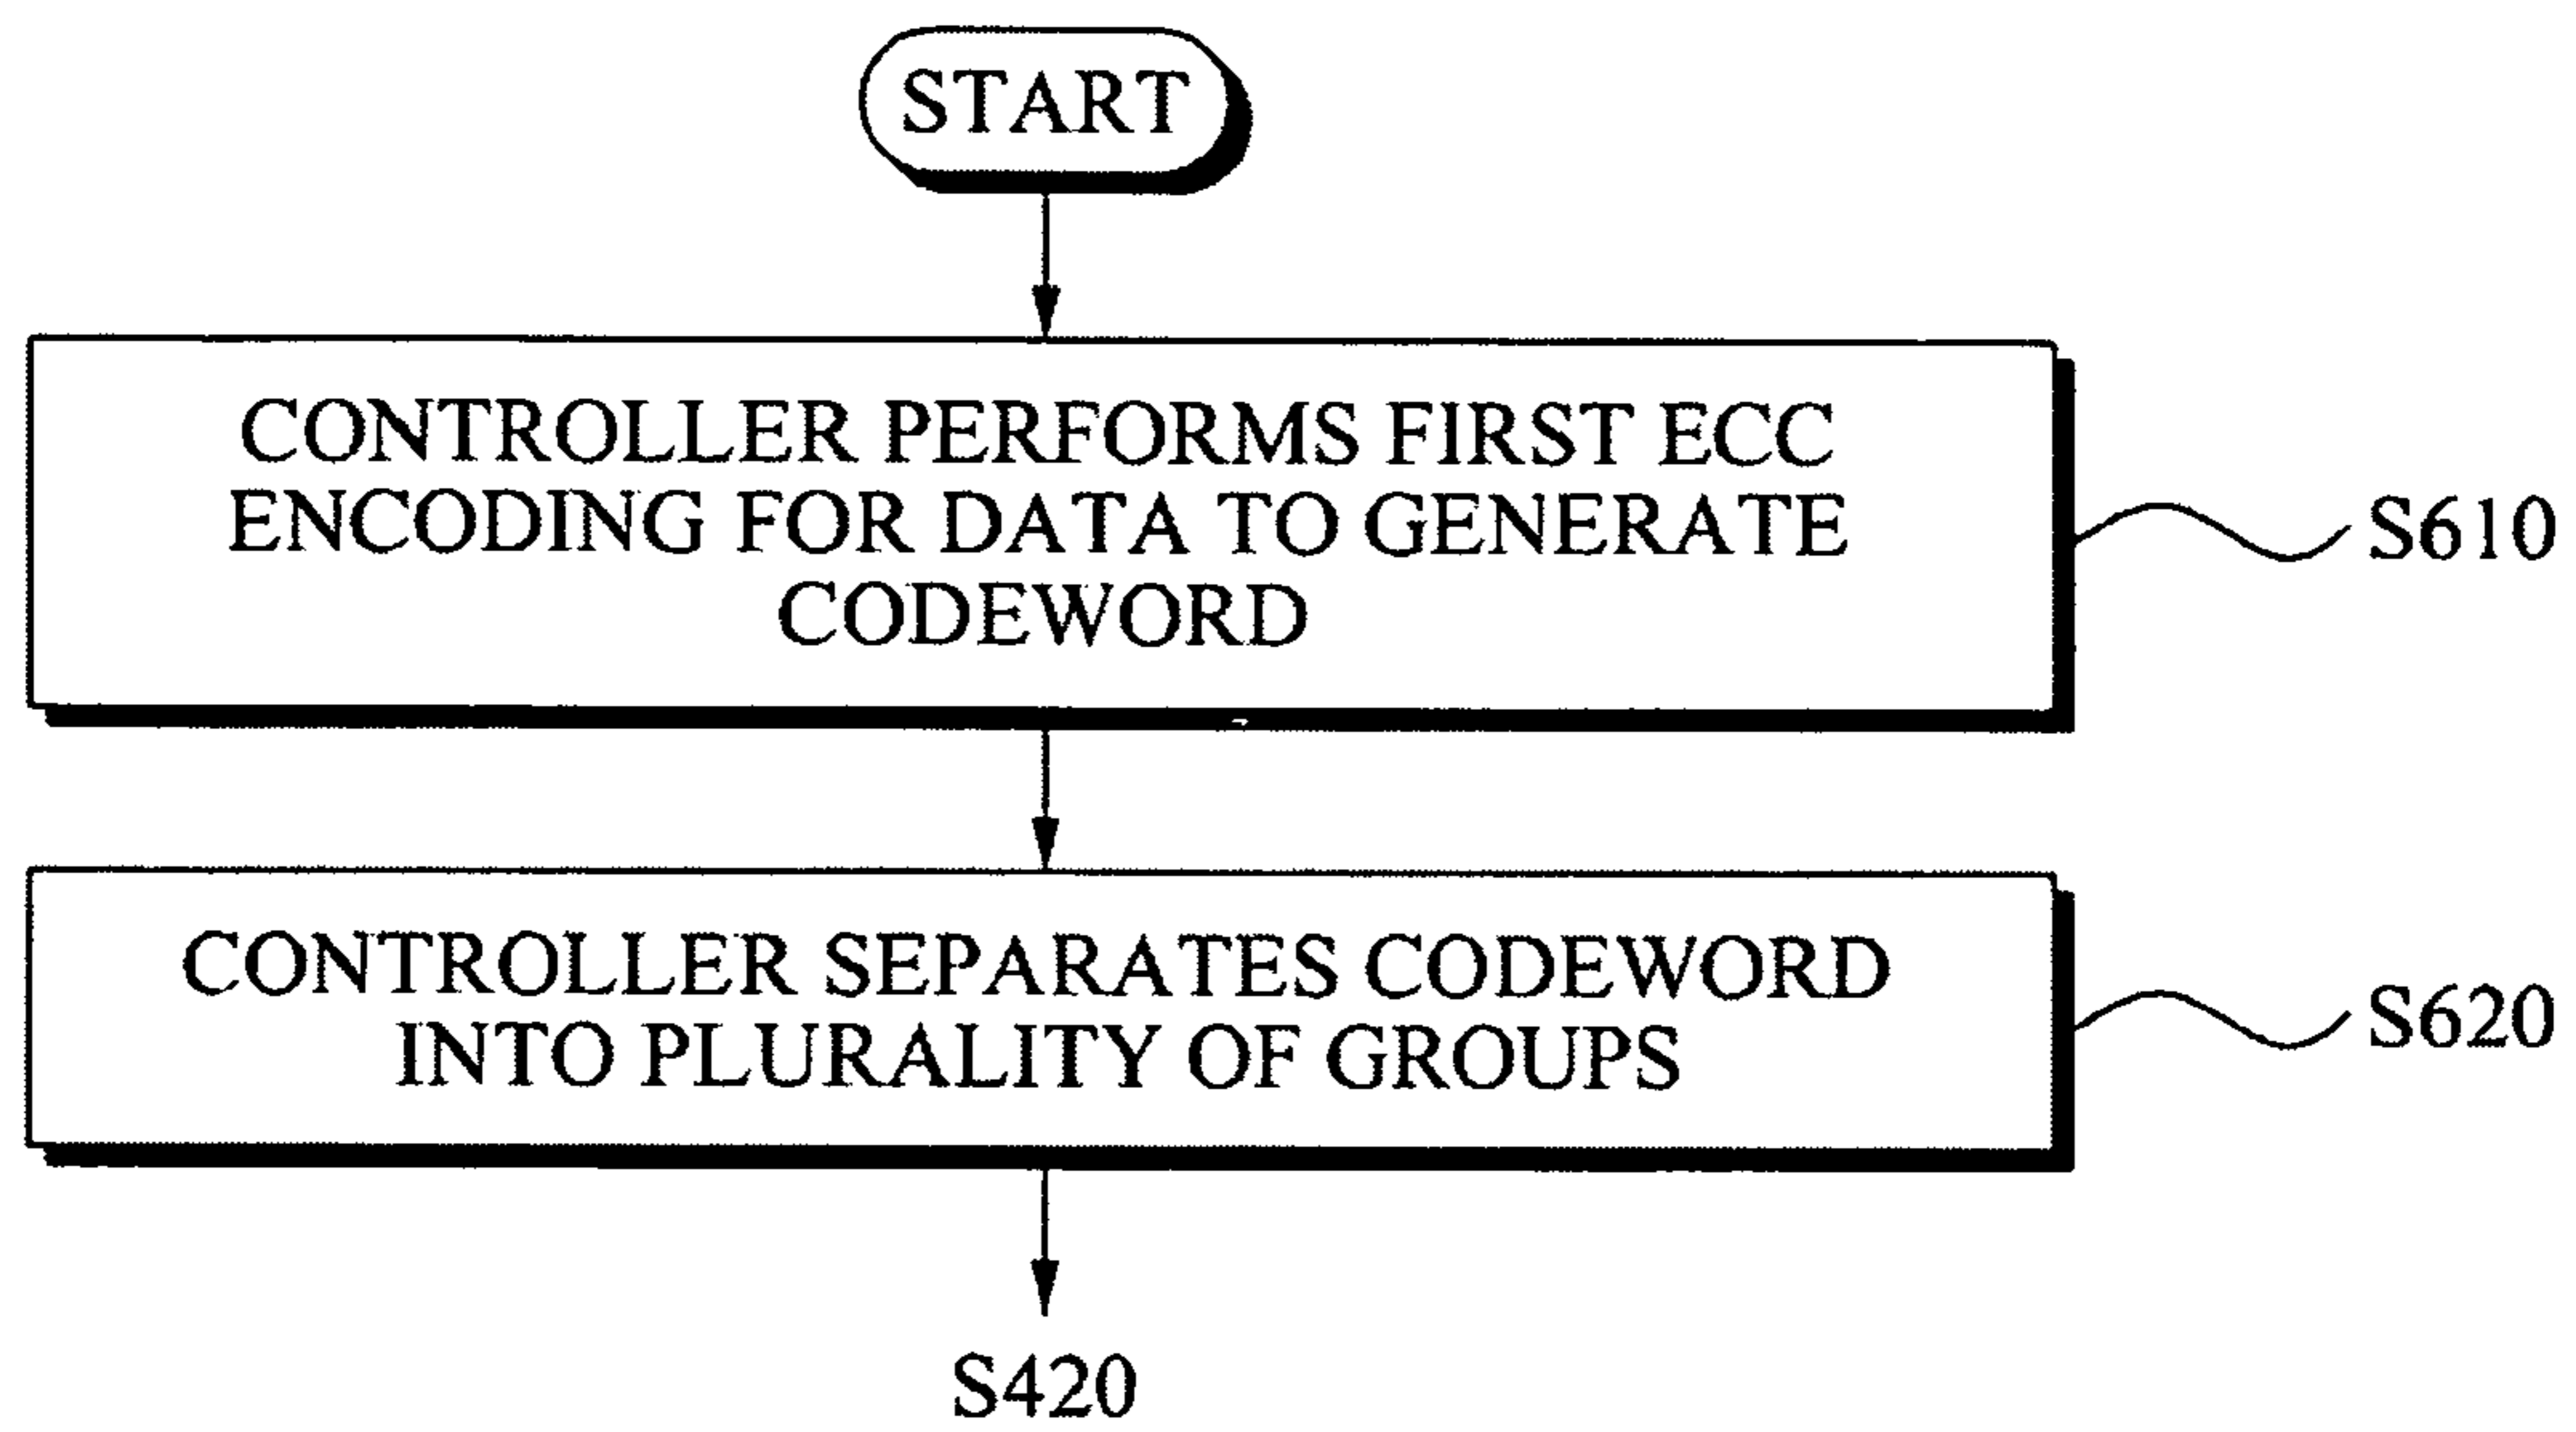 START
CONTROLLER PERFORMS FIRST ECC
ENCODING FOR DATA TO GENERATE
CODEWORD
S610
CONTROLLER SEPARATES CODEWORD
INTO PLURALITY OF GROUPS
S620
S420